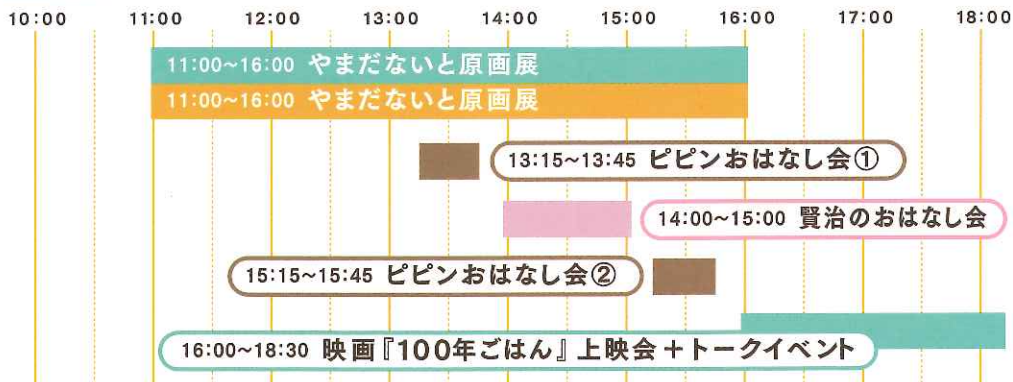 10:00 11:00 12:00 13:00 14:00 15:00 16:00 17:00 18:00
11:00~16:00 やまだないと原画展
11:00~16:00 やまだないと原画展
13:15~13:45 ピピンおはなし会①
14:00~15:00 賢治のおはなし会
15:15~15:45 ピピンおはなし会②
16:00~18:30 映画『100年ごはん』上映会+トークイベント